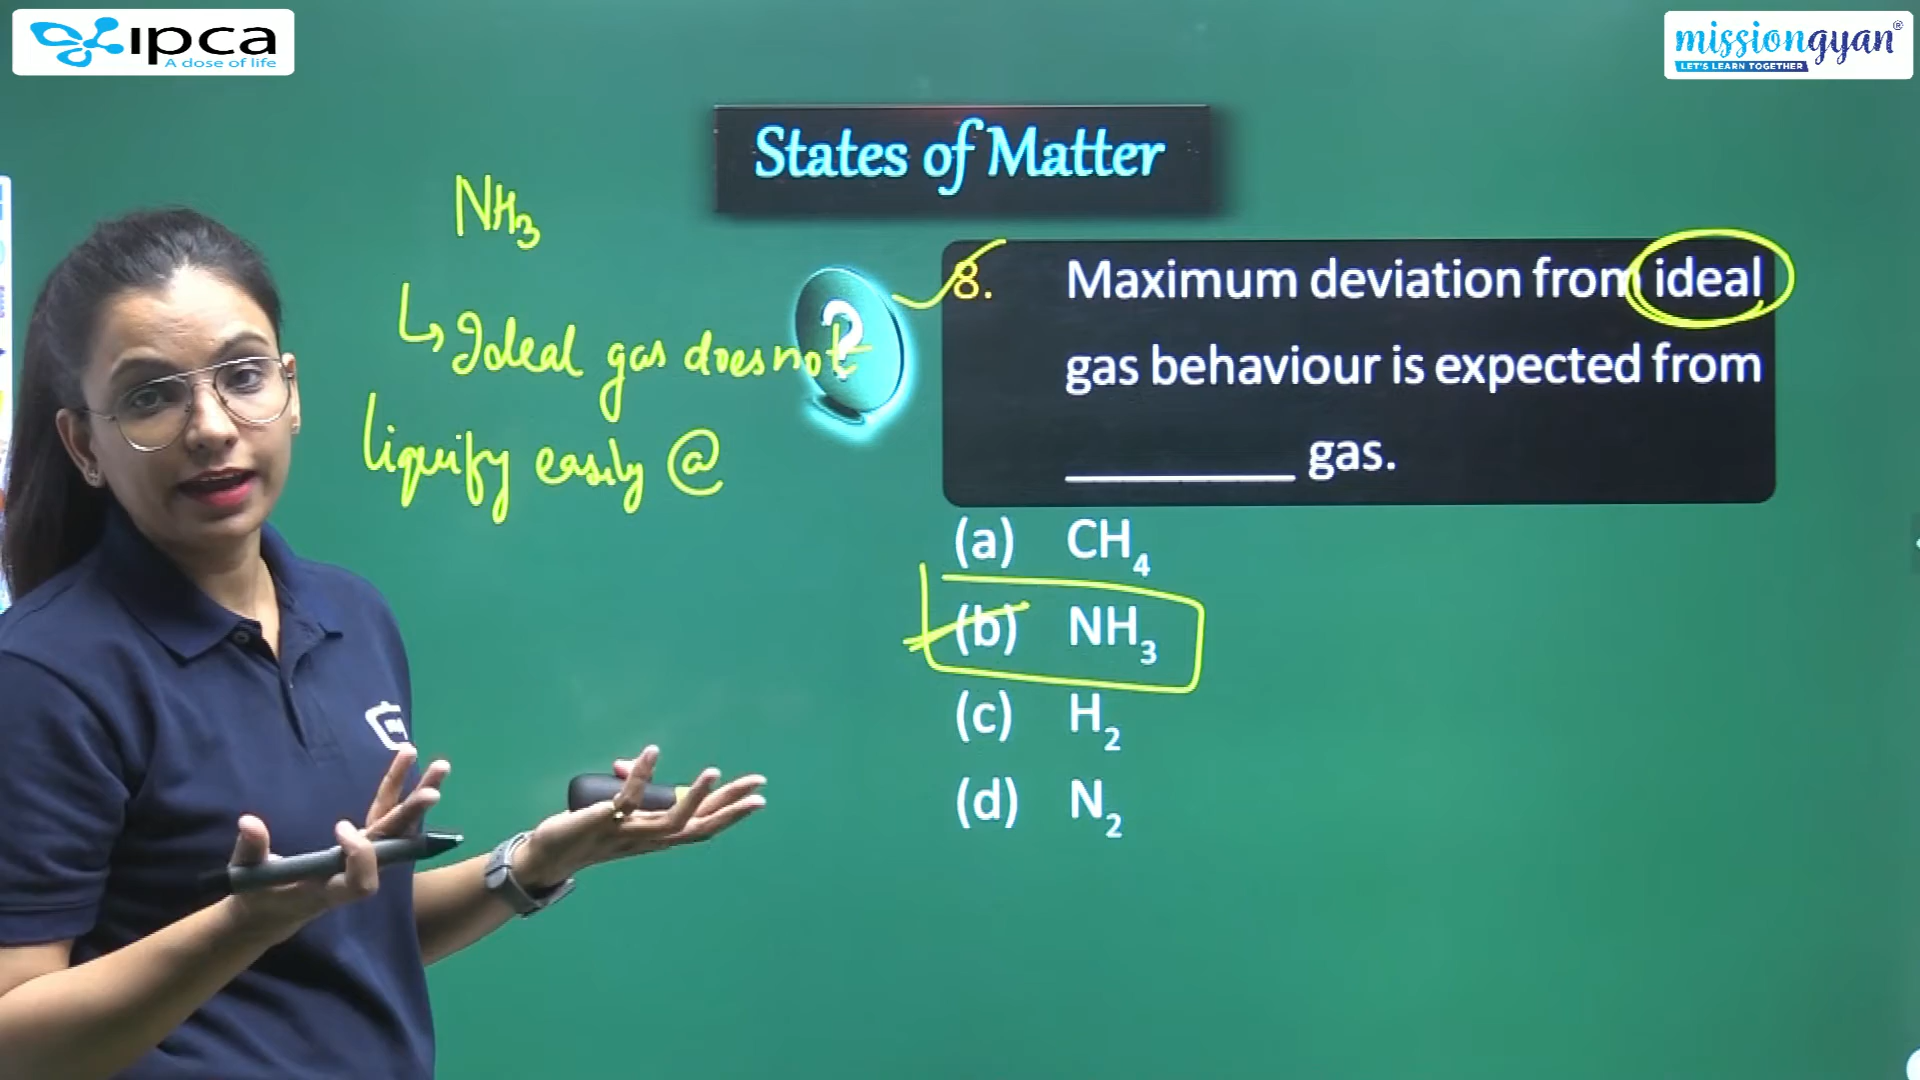 ipca
A dose of life
missiongyan®
LET'S LEARN TOGETHER
States of Matter
NH₃
↳ Ideal gas does not
liquify easily @
8. Maximum deviation from ideal
gas behaviour is expected from
__________ gas.
(a) CH₄
(b) NH₃
(c) H₂
(d) N₂